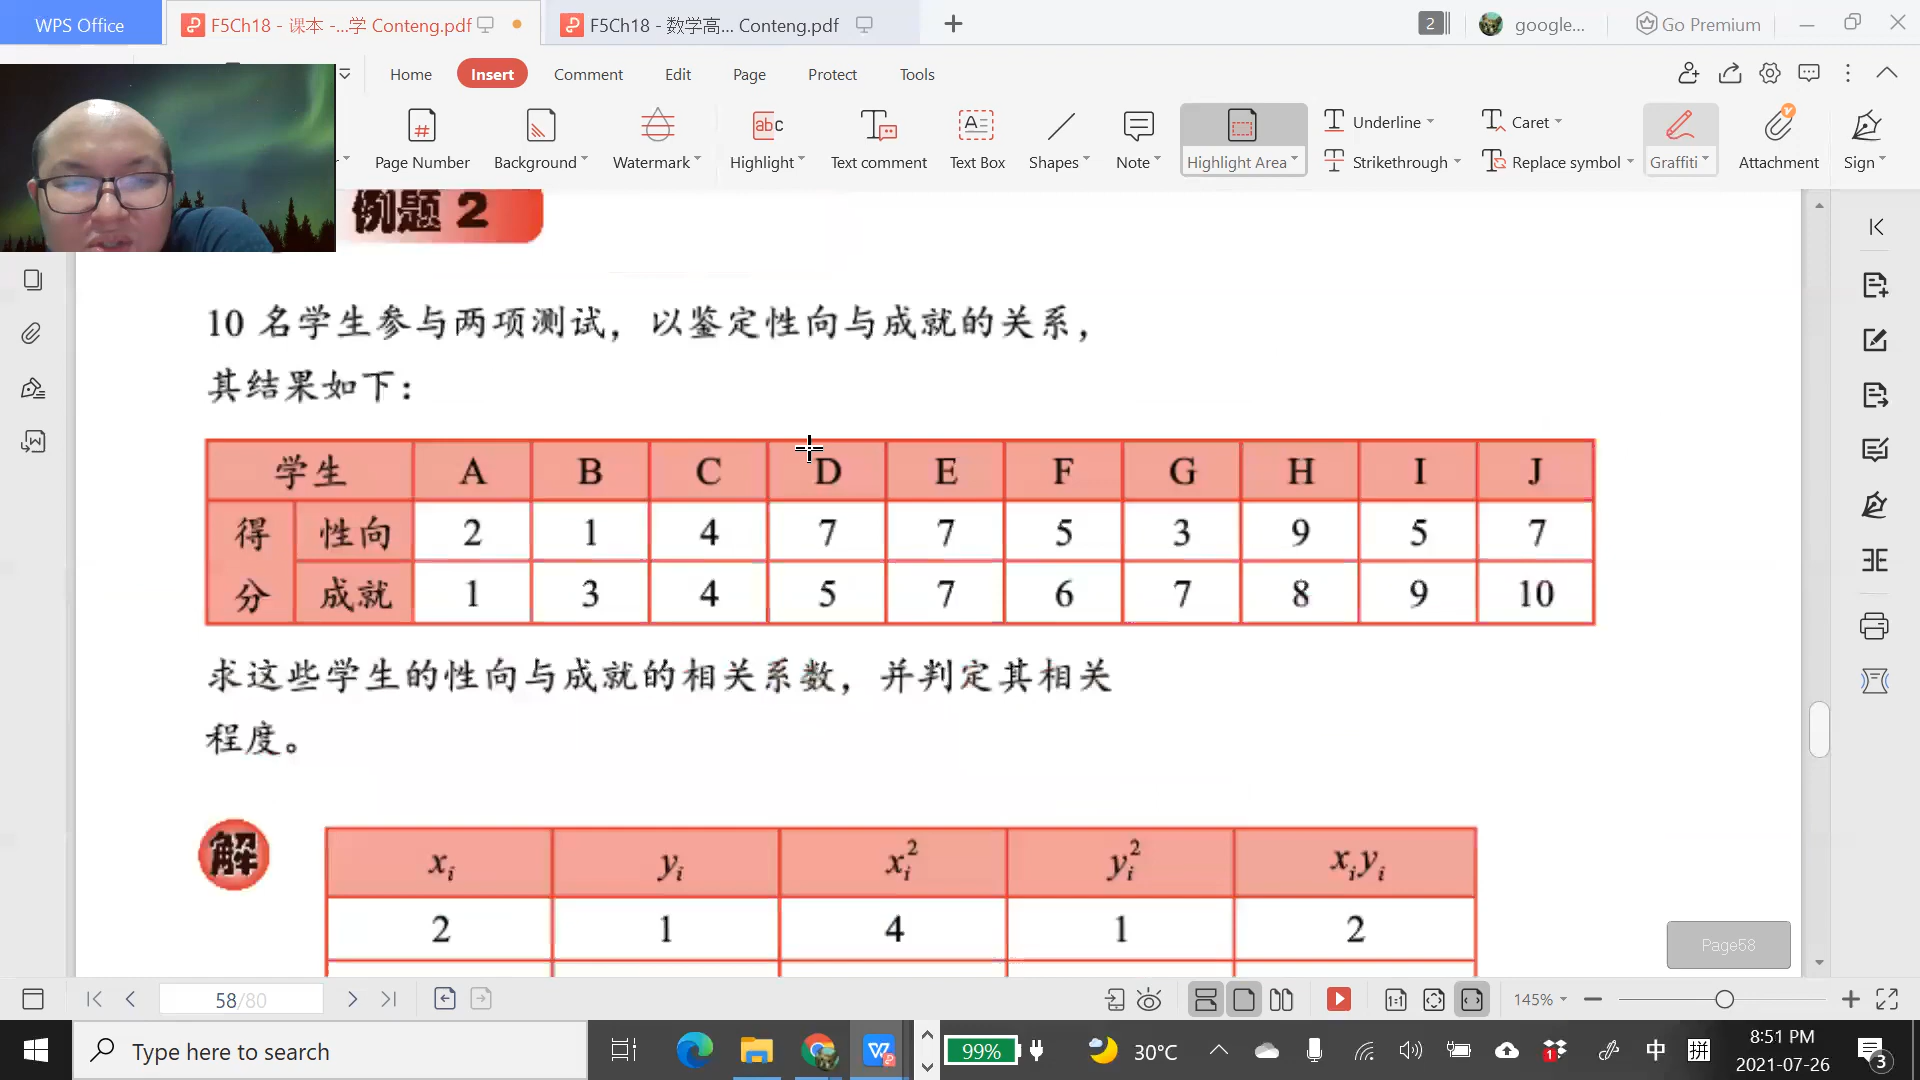 WPS Office
F5Ch18 - 课本 -...学 Conteng.pdf
F5Ch18 - 数学高... Conteng.pdf
2
google...
Go Premium
Home
Insert
Comment
Edit
Page
Protect
Tools
Page Number
Background
Watermark
Highlight
Text comment
Text Box
Shapes
Note
Highlight Area
Underline
Strikethrough
Caret
Replace symbol
Graffiti
Attachment
Sign
例题 2
10 名学生参与两项测试，以鉴定性向与成就的关系，
其结果如下：
学生 A B C D E F G H I J
得分 性向 2 1 4 7 7 5 3 9 5 7
成就 1 3 4 5 7 6 7 8 9 10
求这些学生的性向与成就的相关系数，并判定其相关
程度。
解
xᵢ yᵢ xᵢ² yᵢ² xᵢyᵢ
2 1 4 1 2
Page58
58/80
145%
Type here to search
99%
30°C
中
拼
8:51 PM
2021-07-26
3